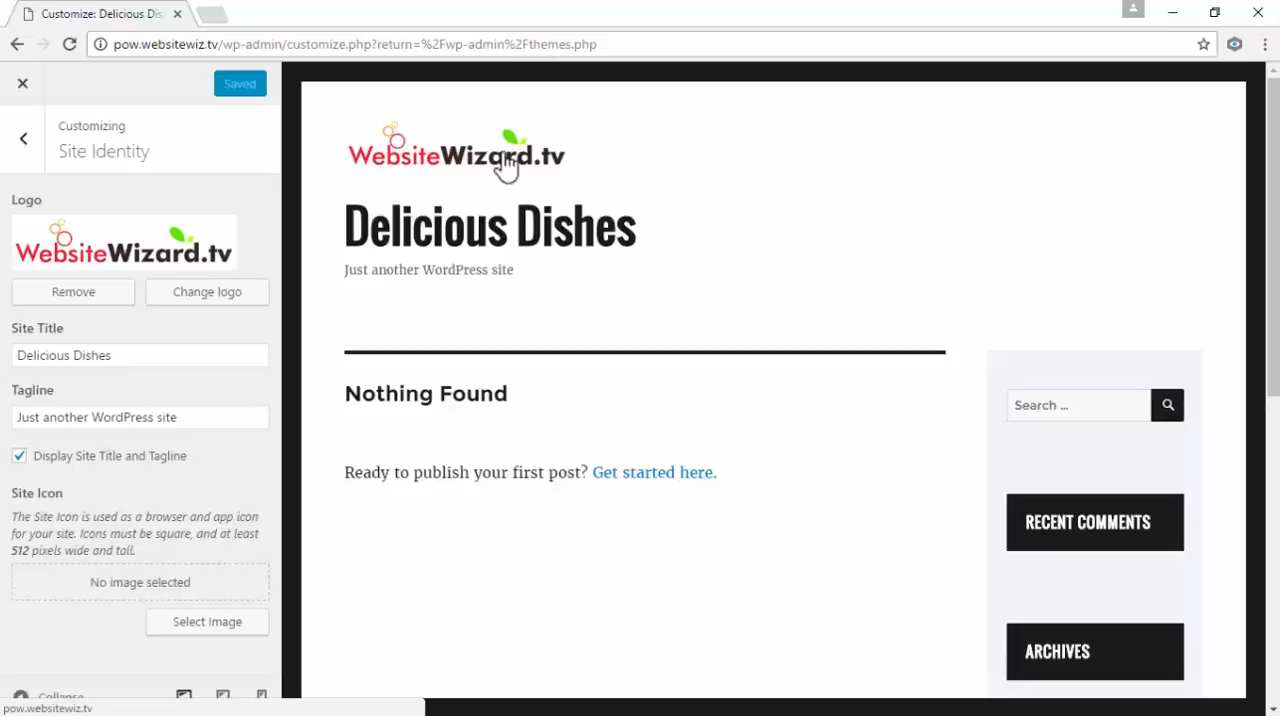 Customize: Delicious Dis
pow.websitewiz.tv/wp-admin/customize.php?return=%2Fwp-admin%2Fthemes.php
Saved
Customizing
Site Identity
Logo
WebsiteWizard.tv
Remove
Change logo
Site Title
Delicious Dishes
Tagline
Just another WordPress site
Display Site Title and Tagline
Site Icon
The Site Icon is used as a browser and app icon
for your site. Icons must be square, and at least
512 pixels wide and tall.
No image selected
Select Image
Collapse
pow.websitewiz.tv
WebsiteWizard.tv
Delicious Dishes
Just another WordPress site
Nothing Found
Ready to publish your first post? Get started here.
Search ...
RECENT COMMENTS
ARCHIVES